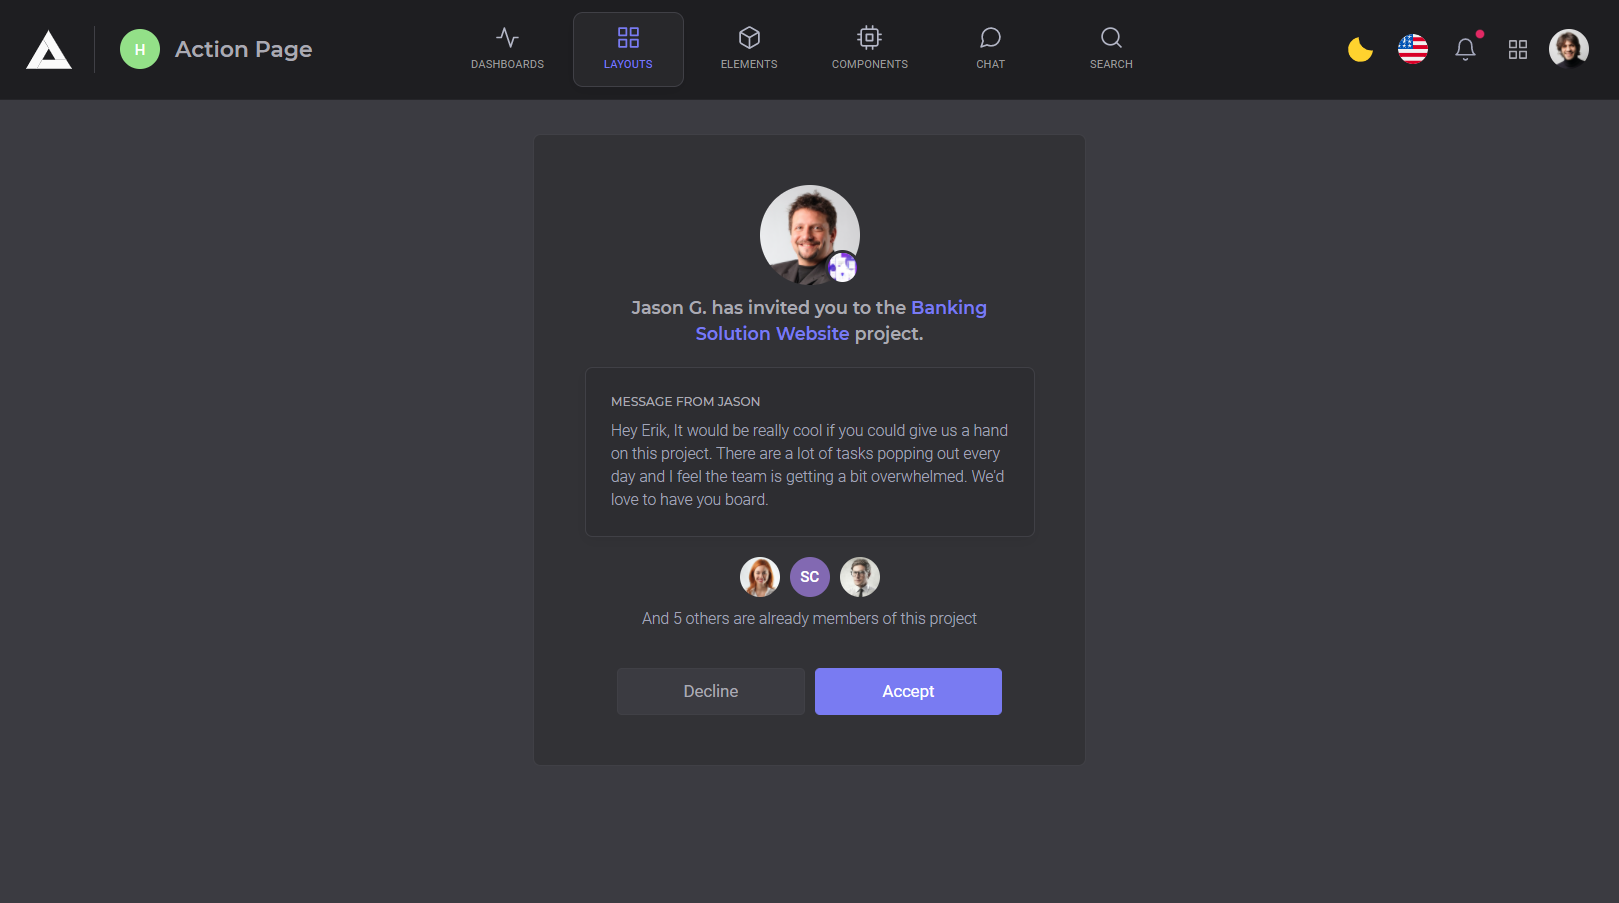 H
Action Page
DASHBOARDS
LAYOUTS
ELEMENTS
COMPONENTS
CHAT
SEARCH
Jason G. has invited you to the Banking
Solution Website project.
MESSAGE FROM JASON
Hey Erik, It would be really cool if you could give us a hand
on this project. There are a lot of tasks popping out every
day and I feel the team is getting a bit overwhelmed. We'd
love to have you board.
SC
And 5 others are already members of this project
Decline
Accept